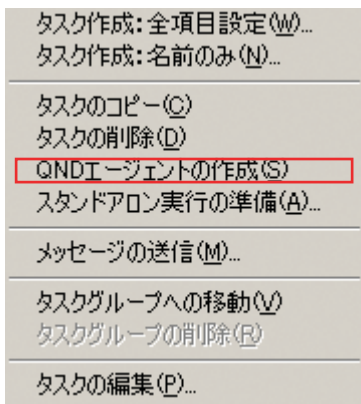 タスク作成:全項目設定(W)...
タスク作成:名前のみ(N)...
タスクのコピー(C)
タスクの削除(D)
QNDエージェントの作成(S)
スタンドアロン実行の準備(A)...
メッセージの送信(M)...
タスクグループへの移動(V)
タスクグループの削除(R)
タスクの編集(P)...